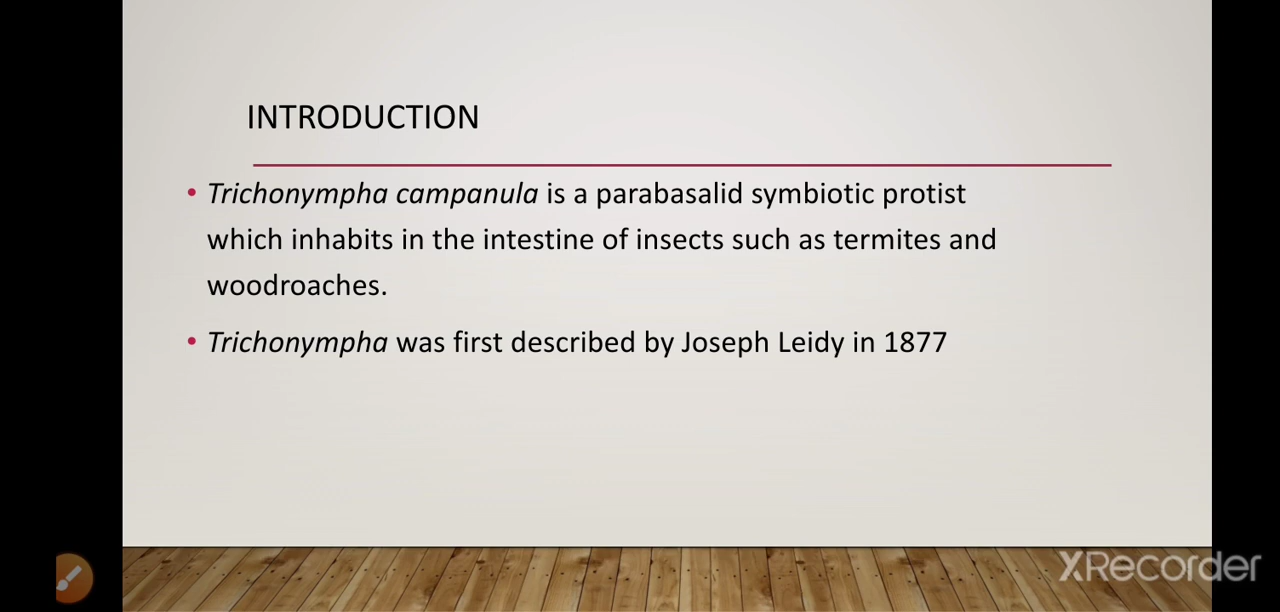 INTRODUCTION
• Trichonympha campanula is a parabasalid symbiotic protist
which inhabits in the intestine of insects such as termites and
woodroaches.
• Trichonympha was first described by Joseph Leidy in 1877
XRecorder